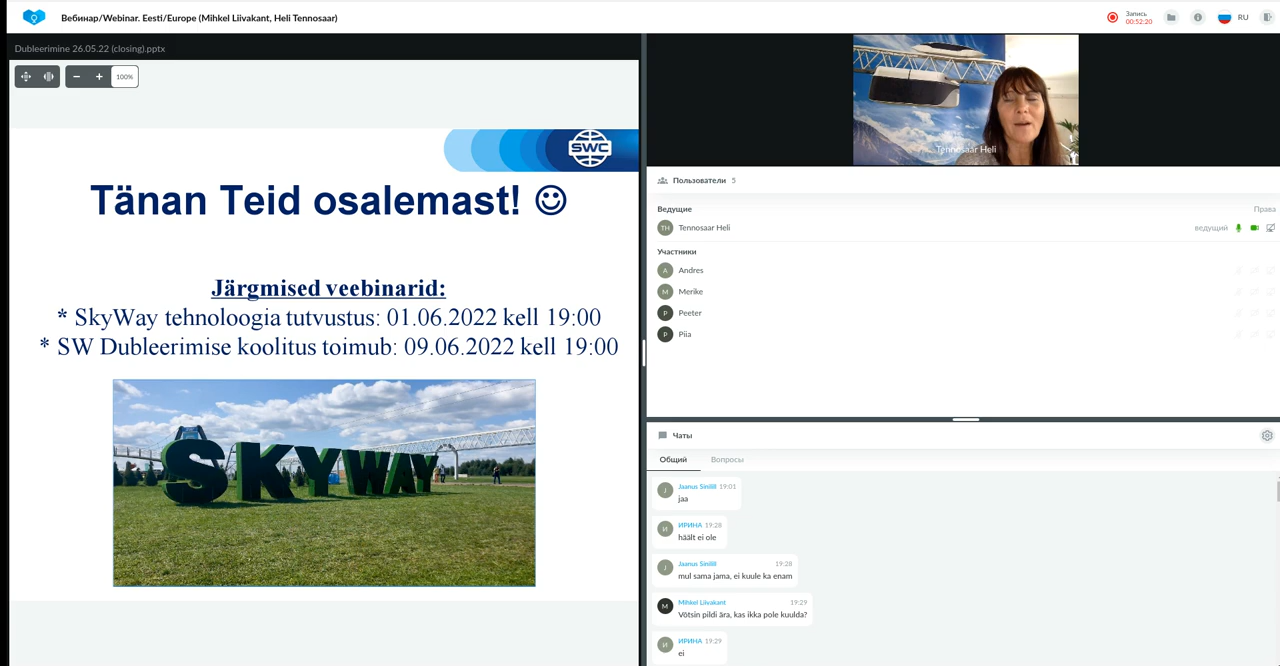 Вебинар/Webinar. Eesti/Europe (Mihkel Liivakant, Heli Tennosaar)
Запись
00:52:20
RU
Dubleerimine 26.05.22 (closing).pptx
100%
SWC
Tänan Teid osalemast! ☺
Järgmised veebinarid:
* SkyWay tehnoloogia tutvustus: 01.06.2022 kell 19:00
* SW Dubleerimise koolitus toimub: 09.06.2022 kell 19:00
SKYWAY
Tennosaar Heli
Пользователи 5
Ведущие Права
TH Tennosaar Heli ведущий
Участники
A Andres
M Merike
P Peeter
P Piia
Чаты
Общий Вопросы
J Jaanus Sinilill 19:01
jaa
И ИРИНА 19:28
häält ei ole
J Jaanus Sinilill 19:28
mul sama jama, ei kuule ka enam
M Mihkel Liivakant 19:29
Võtsin pildi ära, kas ikka pole kuulda?
И ИРИНА 19:29
ei